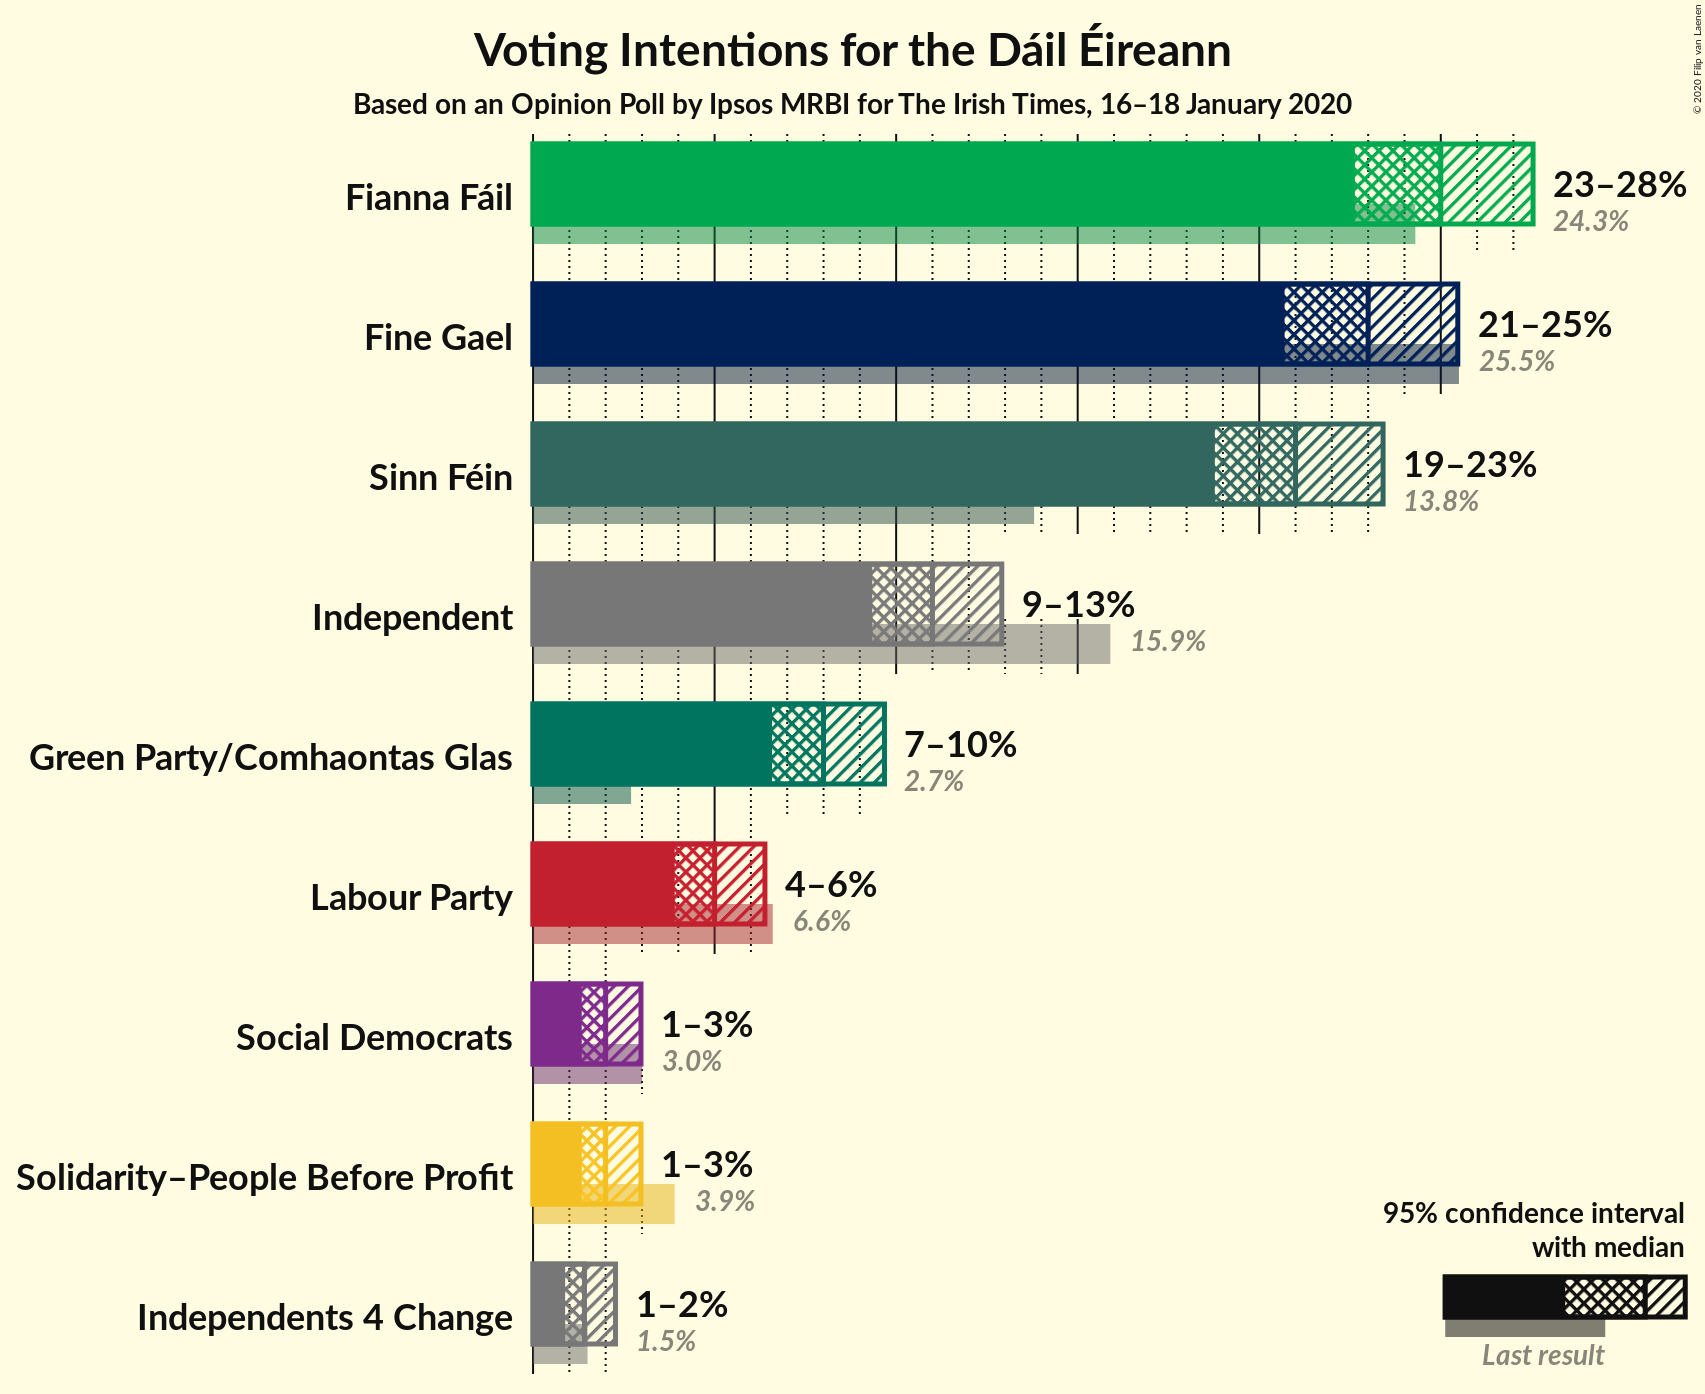 Voting Intentions for the Dáil Éireann
Based on an Opinion Poll by Ipsos MRBI for The Irish Times, 16–18 January 2020
© 2020 Filip van Laenen
Fianna Fáil
23–28%
24.3%
Fine Gael
21–25%
25.5%
Sinn Féin
19–23%
13.8%
Independent
9–13%
15.9%
Green Party/Comhaontas Glas
7–10%
2.7%
Labour Party
4–6%
6.6%
Social Democrats
1–3%
3.0%
Solidarity–People Before Profit
1–3%
3.9%
Independents 4 Change
1–2%
1.5%
95% confidence interval
with median
Last result